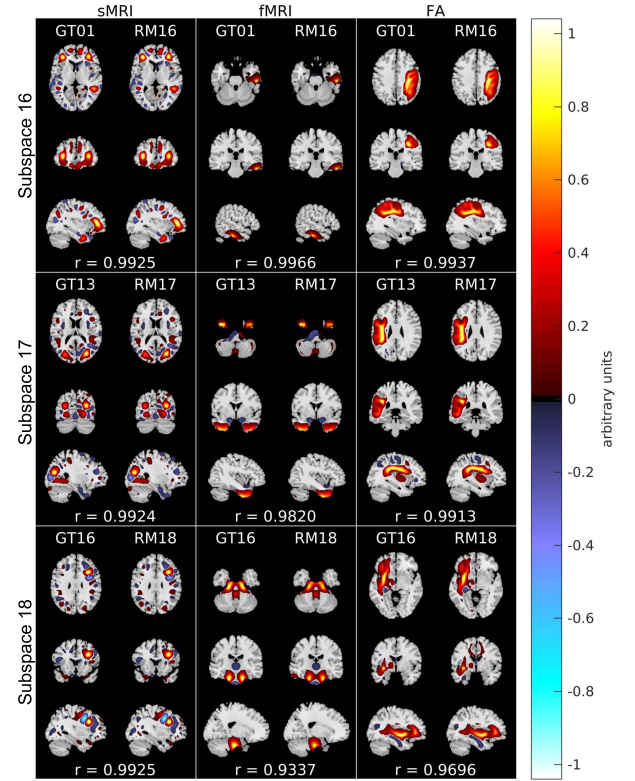 sMRI fMRI FA
Subspace 16
GT01 RM16 GT01 RM16 GT01 RM16
r = 0.9925 r = 0.9966 r = 0.9937
Subspace 17
GT13 RM17 GT13 RM17 GT13 RM17
r = 0.9924 r = 0.9820 r = 0.9913
Subspace 18
GT16 RM18 GT16 RM18 GT16 RM18
r = 0.9925 r = 0.9337 r = 0.9696
1
0.8
0.6
0.4
0.2
0
-0.2
-0.4
-0.6
-0.8
-1
arbitrary units